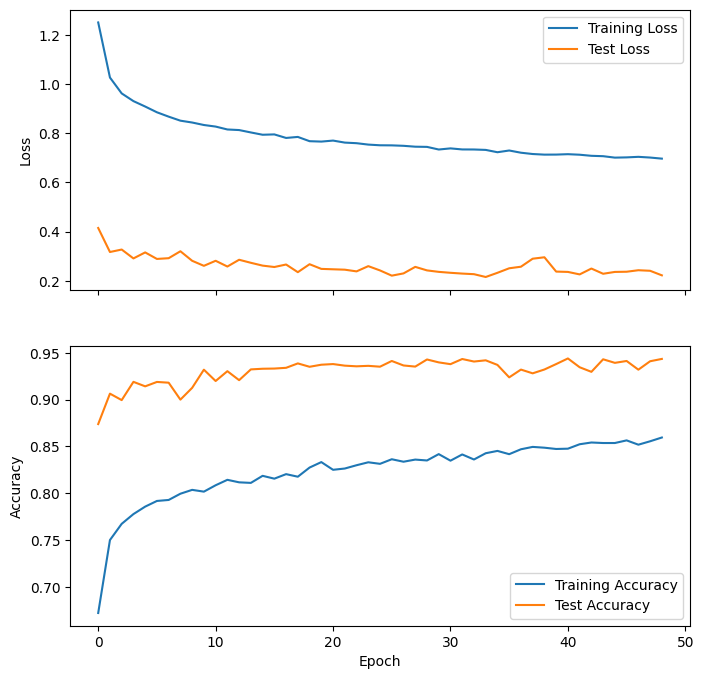 1.2
1.0
0.8
0.6
0.4
0.2
Loss
Training Loss
Test Loss
0.95
0.90
0.85
0.80
0.75
0.70
Accuracy
Training Accuracy
Test Accuracy
0 10 20 30 40 50
Epoch